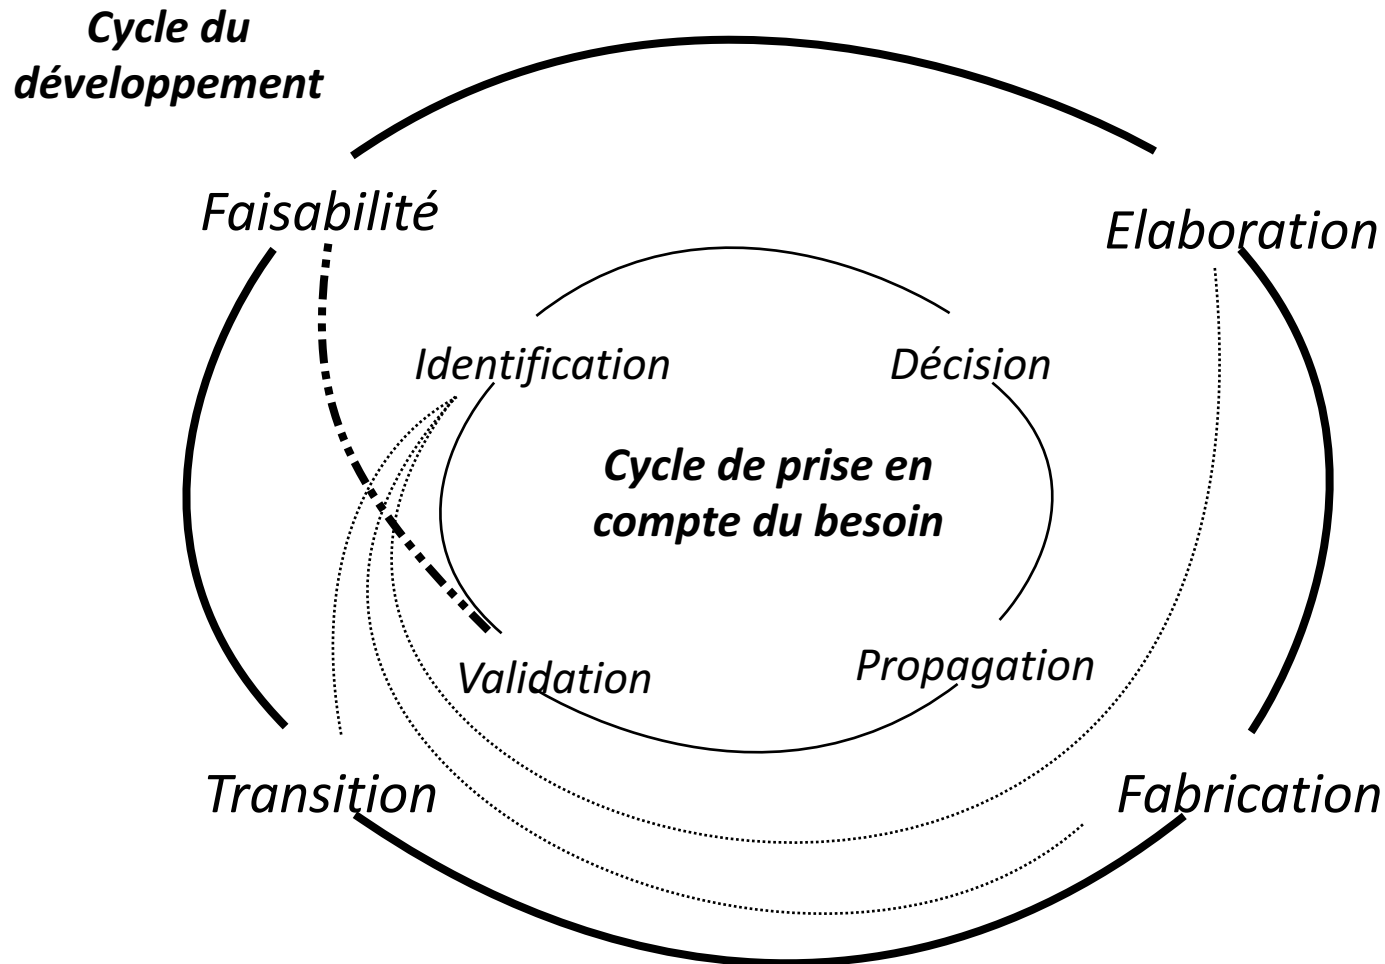 Cycle du
développement
Faisabilité
Elaboration
Identification
Décision
Cycle de prise en
compte du besoin
Validation
Propagation
Transition
Fabrication